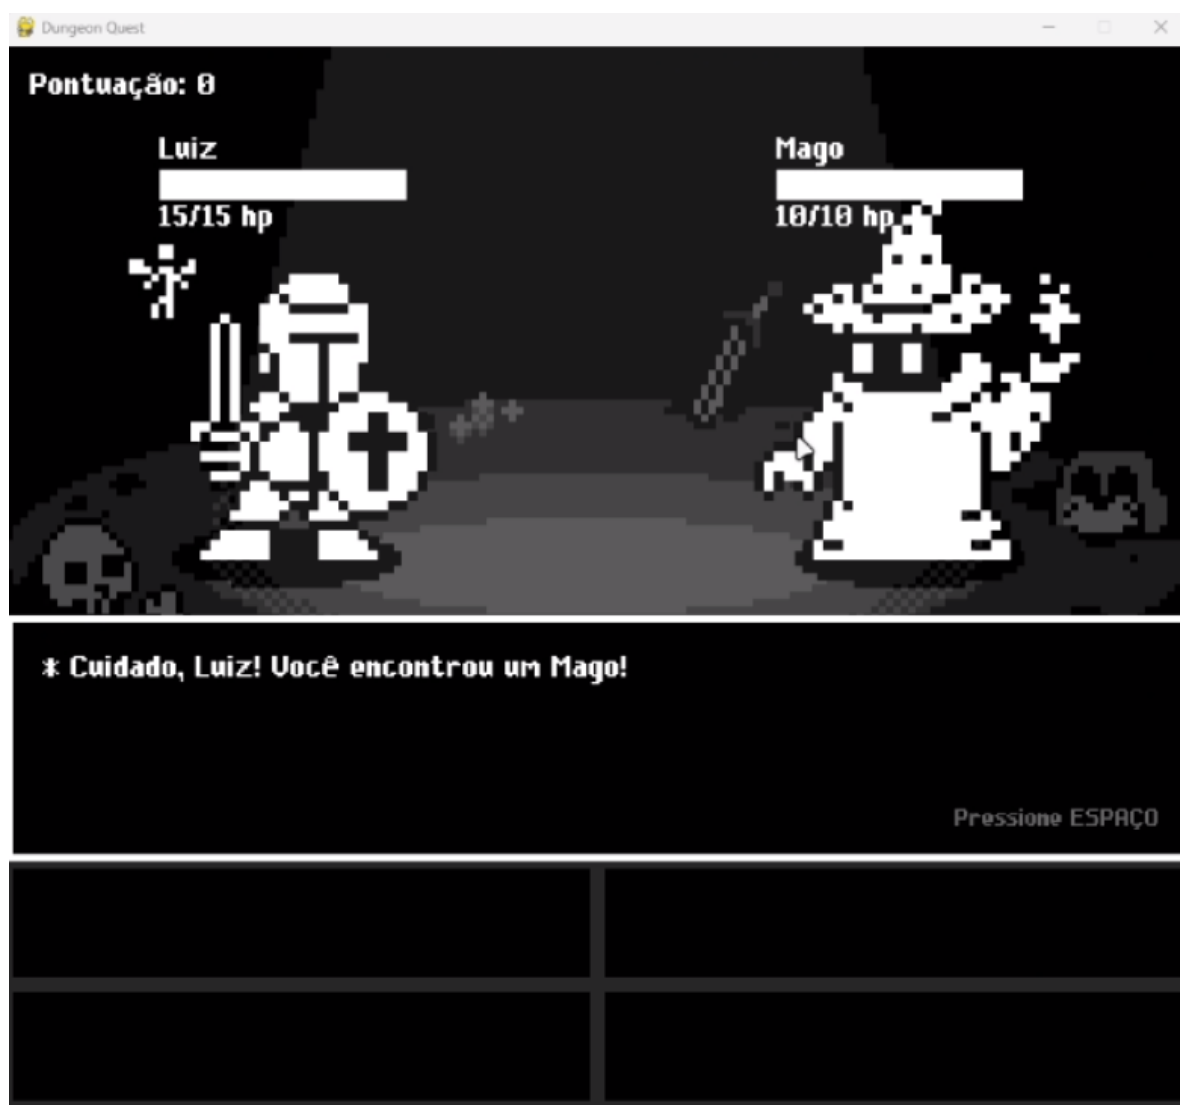 Dungeon Quest
Pontuação: 0
Luiz
15/15 hp
Mago
10/10 hp
* Cuidado, Luiz! Você encontrou um Mago!
Pressione ESPAÇO